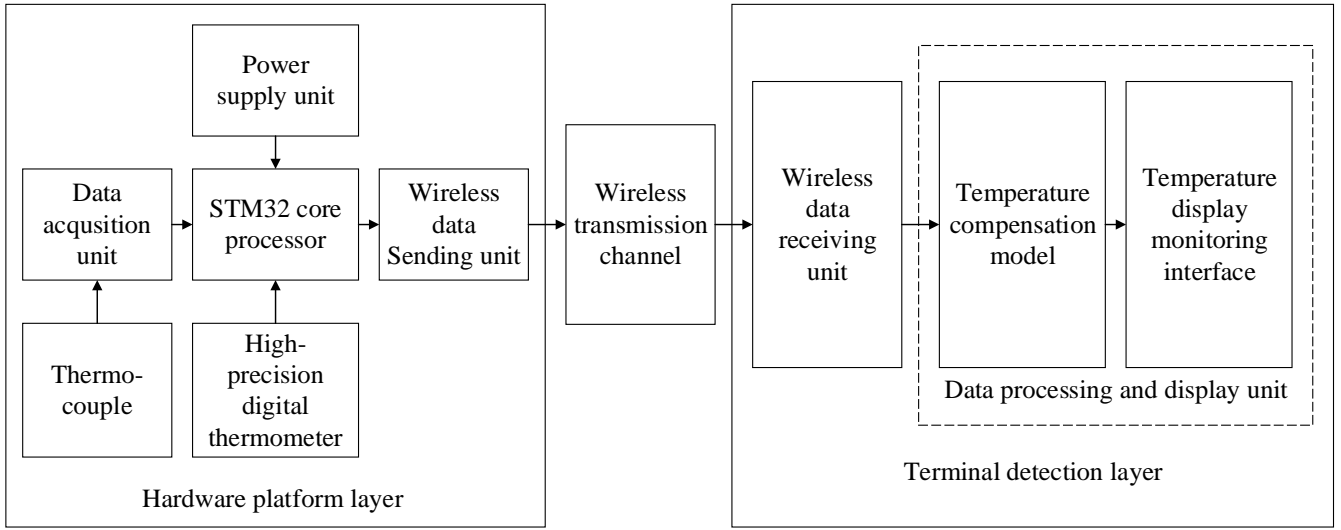 Power
supply unit
Data
acqusition
unit
STM32 core
processor
Wireless
data
Sending unit
Thermo-
couple
High-
precision
digital
thermometer
Hardware platform layer
Wireless
transmission
channel
Wireless
data
receiving
unit
Temperature
compensation
model
Temperature
display
monitoring
interface
Data processing and display unit
Terminal detection layer